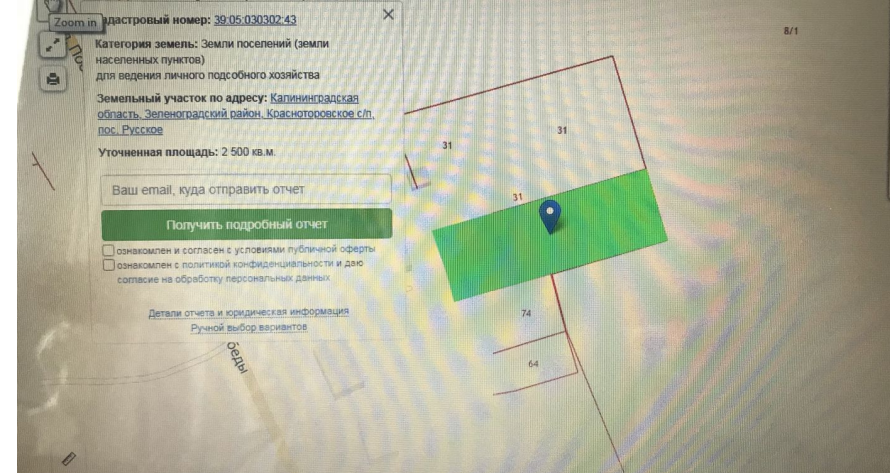 Zoom in
адастровый номер: 39:05:030302:43
Категория земель: Земли поселений (земли
населенных пунктов)
для ведения личного подсобного хозяйства
Земельный участок по адресу: Калининградская
область, Зеленоградский район, Красноторовское с/п,
пос. Русское
Уточненная площадь: 2 500 кв.м.
Ваш email, куда отправить отчет
Получить подробный отчет
ознакомлен и согласен с условиями публичной оферты
ознакомлен с политикой конфиденциальности и даю
согласие на обработку персональных данных
Детали отчета и юридическая информация
Ручной выбор вариантов
беды
8/1
31
31
31
74
64